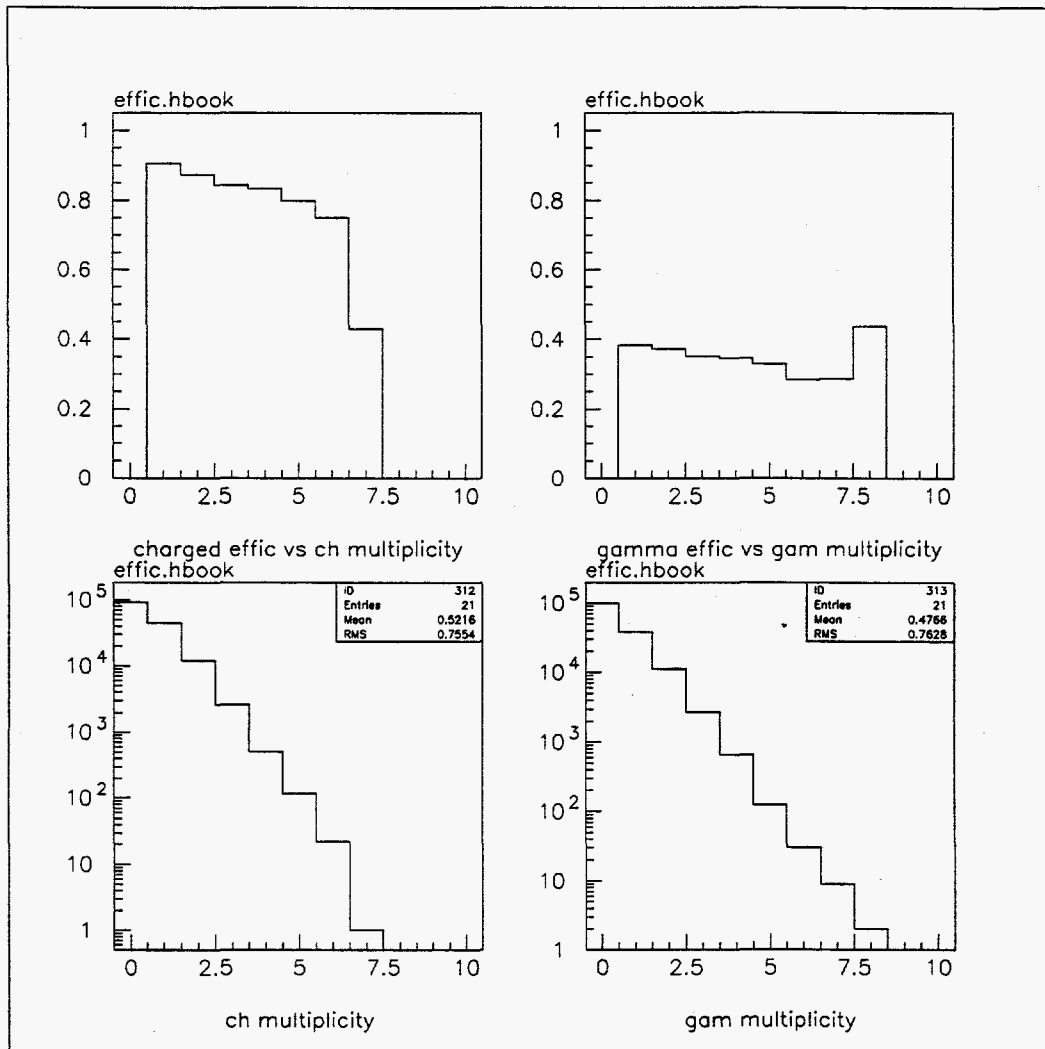 effic.hbook
1
0.8
0.6
0.4
0.2
0
0 2.5 5 7.5 10
charged effic vs ch multiplicity
effic.hbook
1
0.8
0.6
0.4
0.2
0
0 2.5 5 7.5 10
gamma effic vs gam multiplicity
effic.hbook
ID 312
Entries 21
Mean 0.5216
RMS 0.7554
10^5
10^4
10^3
10^2
10
1
0 2.5 5 7.5 10
ch multiplicity
effic.hbook
ID 313
Entries 21
Mean 0.4766
RMS 0.7628
10^5
10^4
10^3
10^2
10
1
0 2.5 5 7.5 10
gam multiplicity